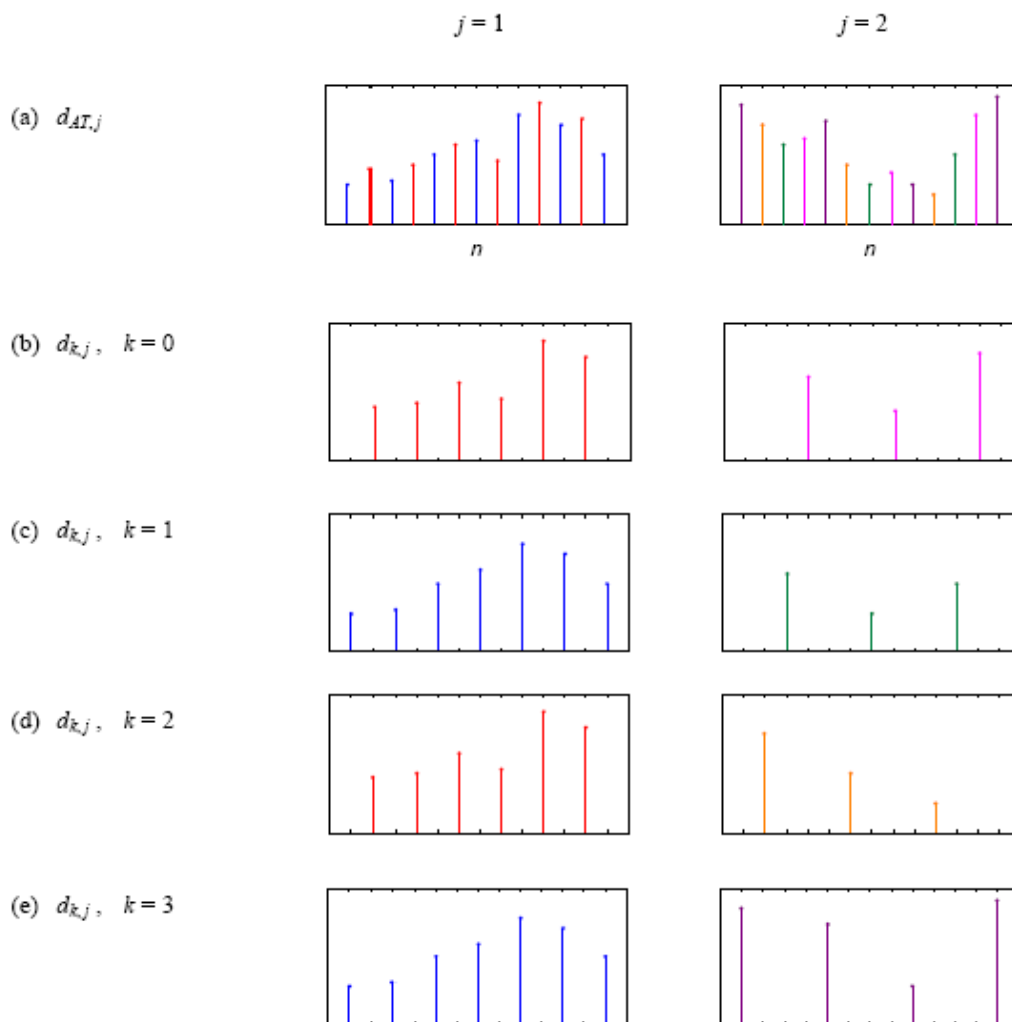 j = 1 j = 2
(a) d_{AT,j}
n n
(b) d_{k,j} , k = 0
(c) d_{k,j} , k = 1
(d) d_{k,j} , k = 2
(e) d_{k,j} , k = 3